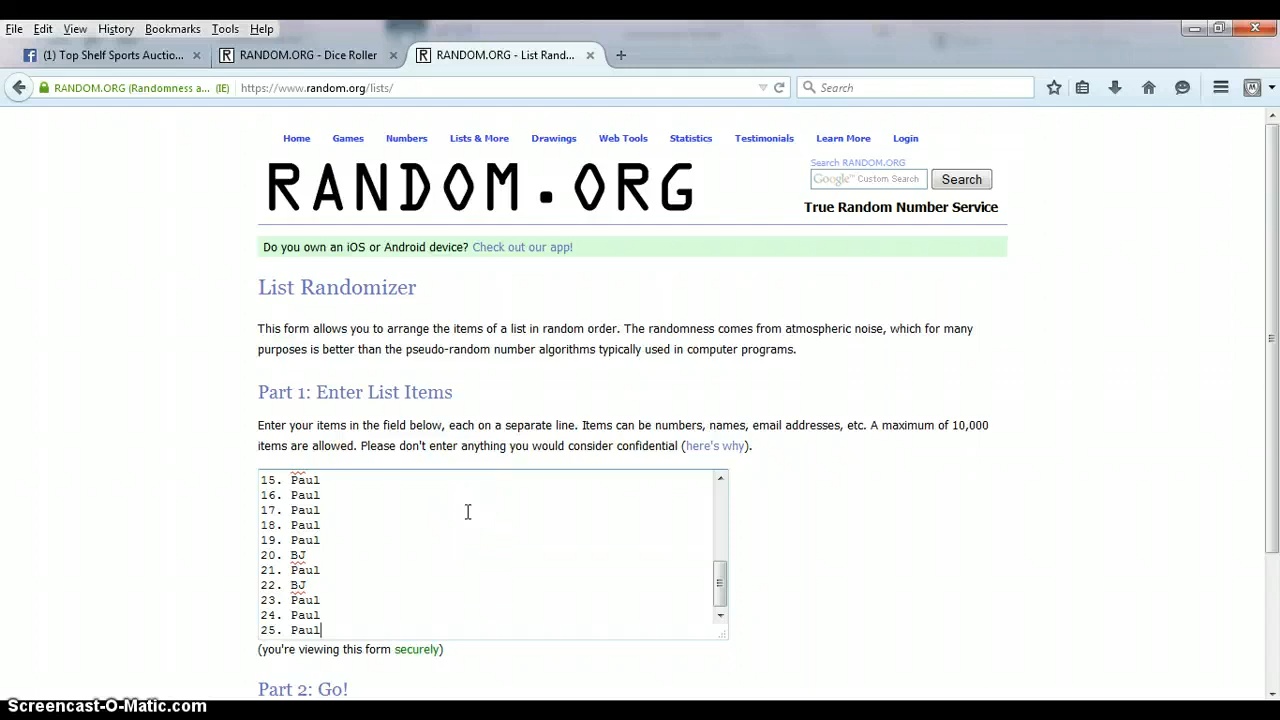 File Edit View History Bookmarks Tools Help
(1) Top Shelf Sports Auctio... RANDOM.ORG - Dice Roller RANDOM.ORG - List Rand...
RANDOM.ORG (Randomness a... (IE) https://www.random.org/lists/ Search
Home Games Numbers Lists & More Drawings Web Tools Statistics Testimonials Learn More Login
RANDOM.ORG
Search RANDOM.ORG
Google™ Custom Search Search
True Random Number Service
Do you own an iOS or Android device? Check out our app!
List Randomizer
This form allows you to arrange the items of a list in random order. The randomness comes from atmospheric noise, which for many
purposes is better than the pseudo-random number algorithms typically used in computer programs.
Part 1: Enter List Items
Enter your items in the field below, each on a separate line. Items can be numbers, names, email addresses, etc. A maximum of 10,000
items are allowed. Please don't enter anything you would consider confidential (here's why).
15. Paul
16. Paul
17. Paul
18. Paul
19. Paul
20. BJ
21. Paul
22. BJ
23. Paul
24. Paul
25. Paul
(you're viewing this form securely)
Part 2: Go!
Screencast-O-Matic.com